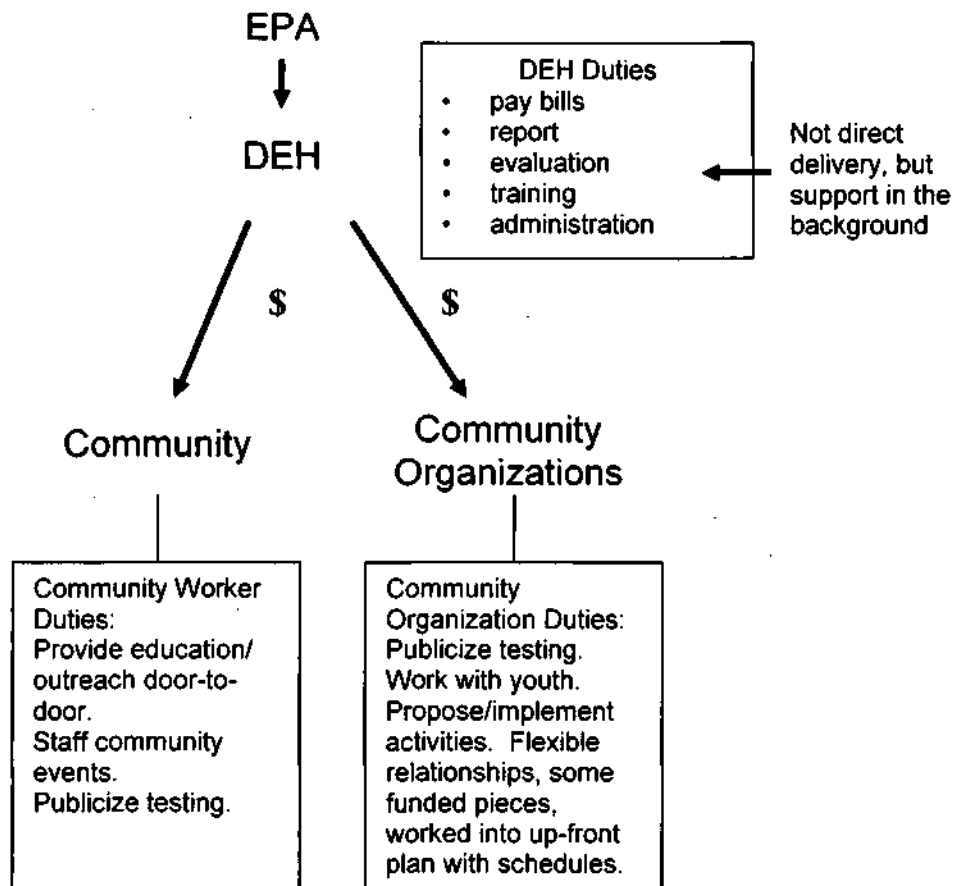 EPA
DEH
DEH Duties
• pay bills
• report
• evaluation
• training
• administration
Not direct
delivery, but
support in the
background
$
$
Community
Community
Organizations
Community Worker
Duties:
Provide education/
outreach door-to-
door.
Staff community
events.
Publicize testing.
Community
Organization Duties:
Publicize testing.
Work with youth.
Propose/implement
activities.  Flexible
relationships, some
funded pieces,
worked into up-front
plan with schedules.